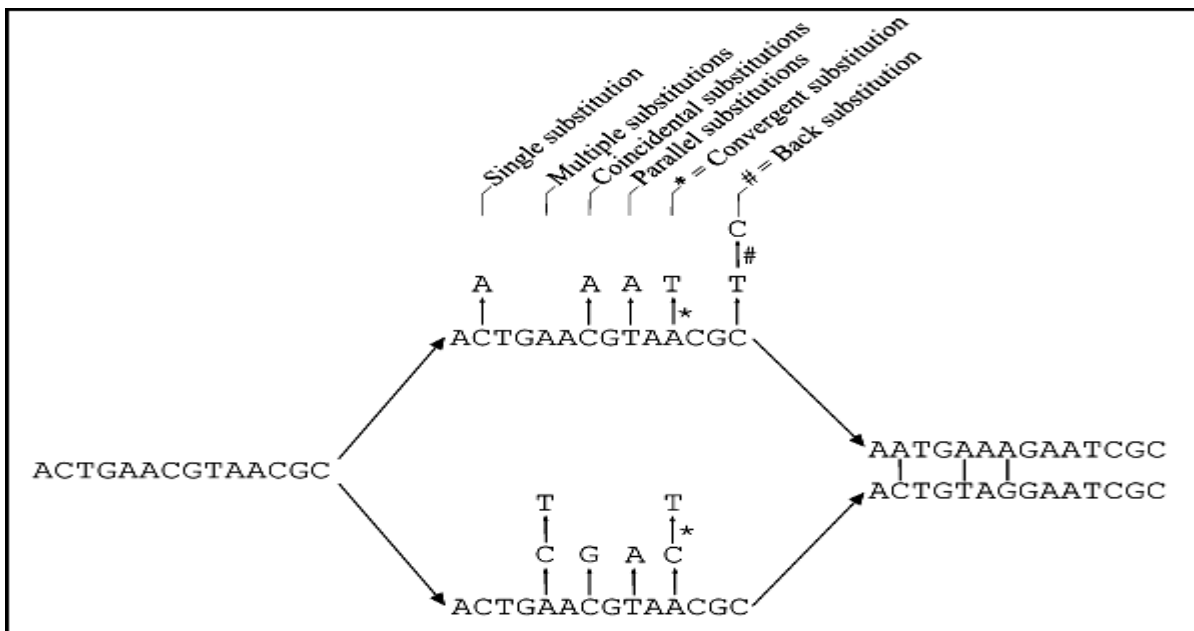 Single substitution
Multiple substitutions
Coincidental substitutions
Parallel substitutions
* = Convergent substitution
# = Back substitution
C
#
A A A T T
*
ACTGAACGTAACGC
AATGAAAGAATCGC
ACTGAACGTAACGC
ACTGTAGGAATCGC
T T
*
C G A C
ACTGAACGTAACGC